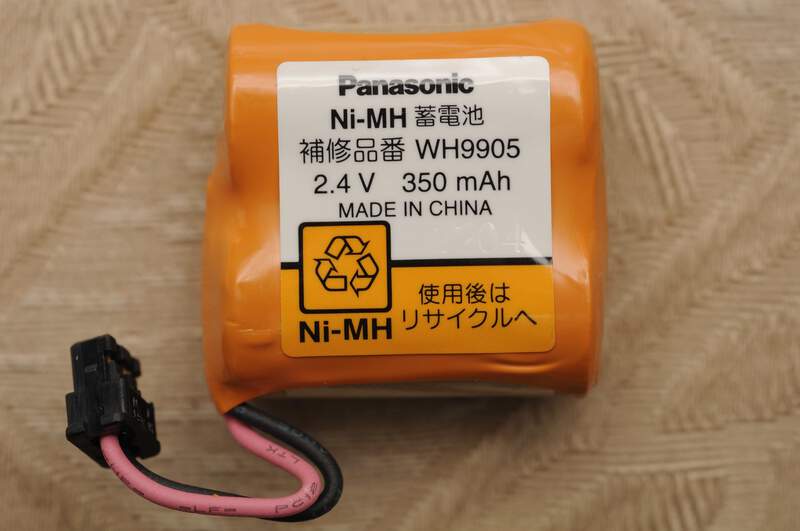 Panasonic
Ni-MH 蓄電池
補修品番 WH9905
2.4 V 350 mAh
MADE IN CHINA
使用後は
リサイクルへ
Ni-MH
LTK